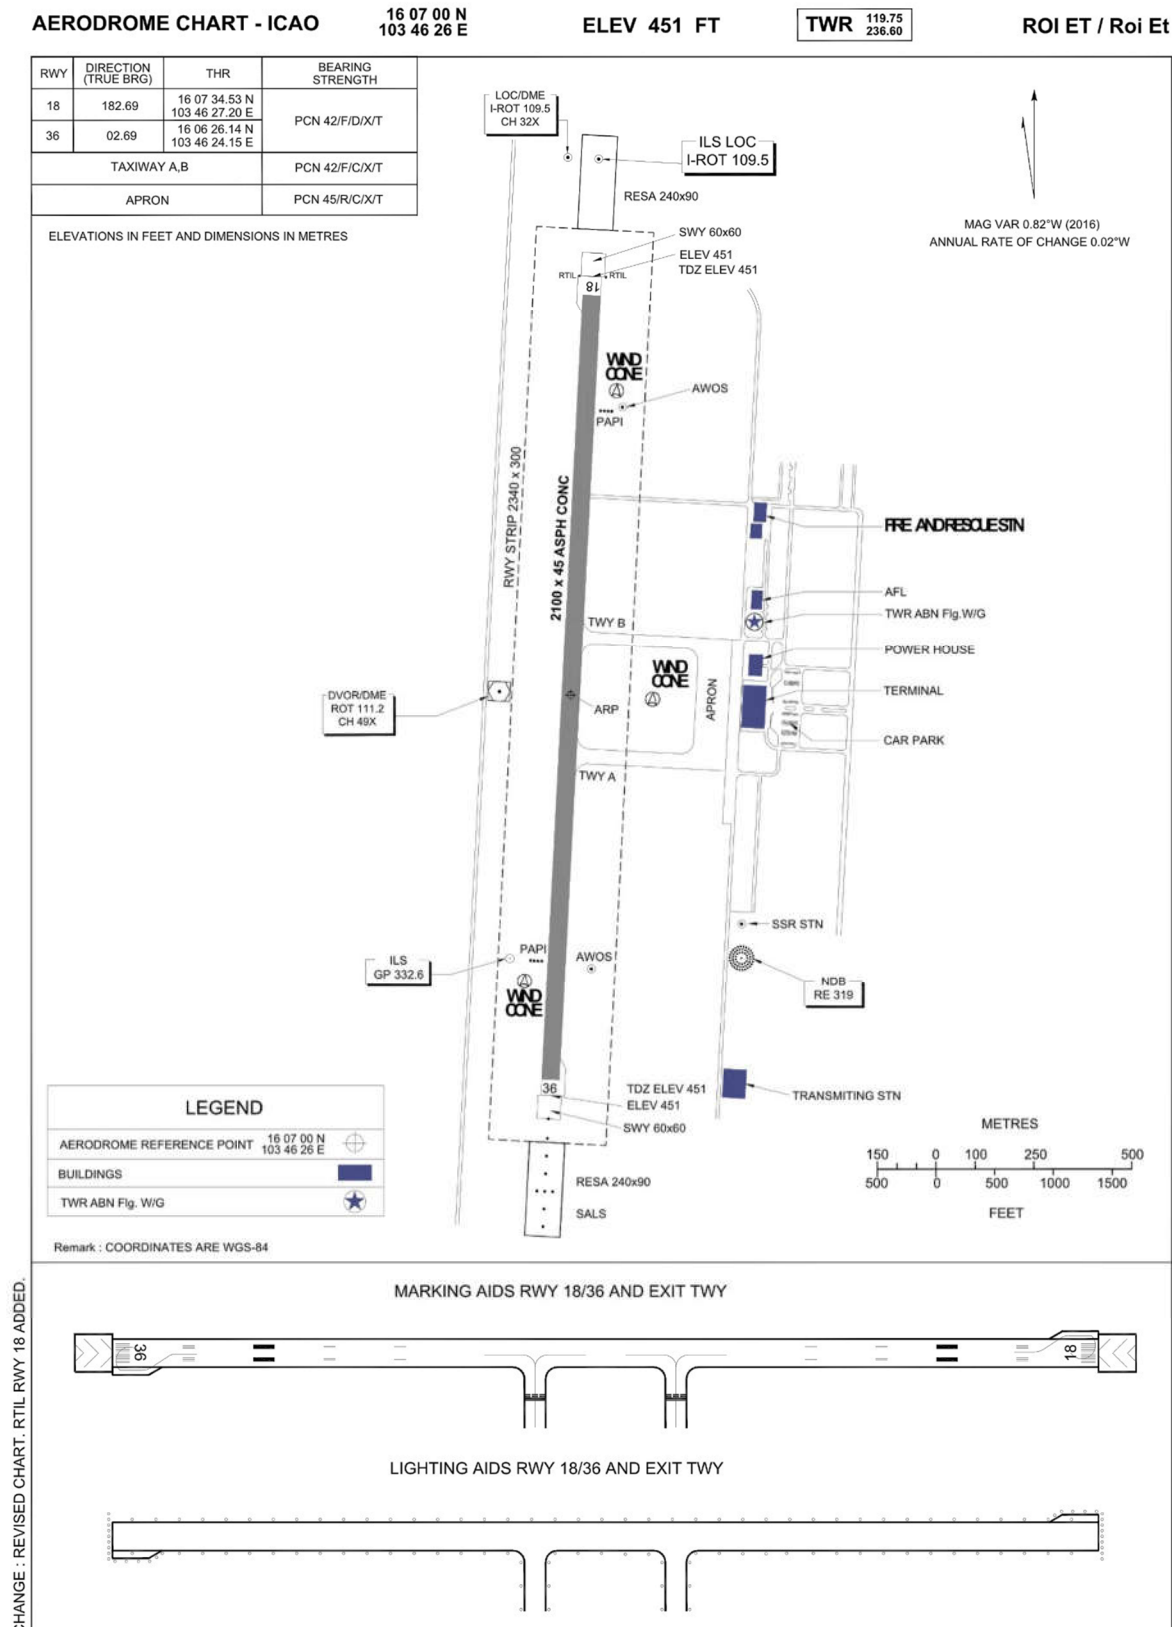 AERODROME CHART - ICAO
16 07 00 N
103 46 26 E
ELEV 451 FT
TWR 119.75
236.60
ROI ET / Roi Et
RWY DIRECTION (TRUE BRG) THR BEARING STRENGTH
18 182.69 16 07 34.53 N
103 46 27.20 E
PCN 42/F/D/X/T
36 02.69 16 06 26.14 N
103 46 24.15 E
TAXIWAY A,B PCN 42/F/C/X/T
APRON PCN 45/R/C/X/T
ELEVATIONS IN FEET AND DIMENSIONS IN METRES
LOC/DME
I-ROT 109.5
CH 32X
ILS LOC
I-ROT 109.5
RESA 240x90
MAG VAR 0.82°W (2016)
ANNUAL RATE OF CHANGE 0.02°W
SWY 60x60
ELEV 451
TDZ ELEV 451
RTIL RTIL
18
WIND
CONE
AWOS
PAPI
RWY STRIP 2340 x 300
2100 x 45 ASPH CONC
FIRE AND RESCUE STN
AFL
TWR ABN Flg.W/G
TWY B
POWER HOUSE
WIND
CONE
TERMINAL
DVOR/DME
ROT 111.2
CH 49X
ARP
APRON
CAR PARK
TWY A
SSR STN
PAPI
AWOS
ILS
GP 332.6
NDB
RE 319
WIND
CONE
36
TDZ ELEV 451
ELEV 451
SWY 60x60
TRANSMITING STN
RESA 240x90
SALS
LEGEND
AERODROME REFERENCE POINT 16 07 00 N
103 46 26 E
BUILDINGS
TWR ABN Flg. W/G
METRES
150 0 100 250 500
500 0 500 1000 1500
FEET
Remark : COORDINATES ARE WGS-84
MARKING AIDS RWY 18/36 AND EXIT TWY
36
18
LIGHTING AIDS RWY 18/36 AND EXIT TWY
CHANGE : REVISED CHART. RTIL RWY 18 ADDED.